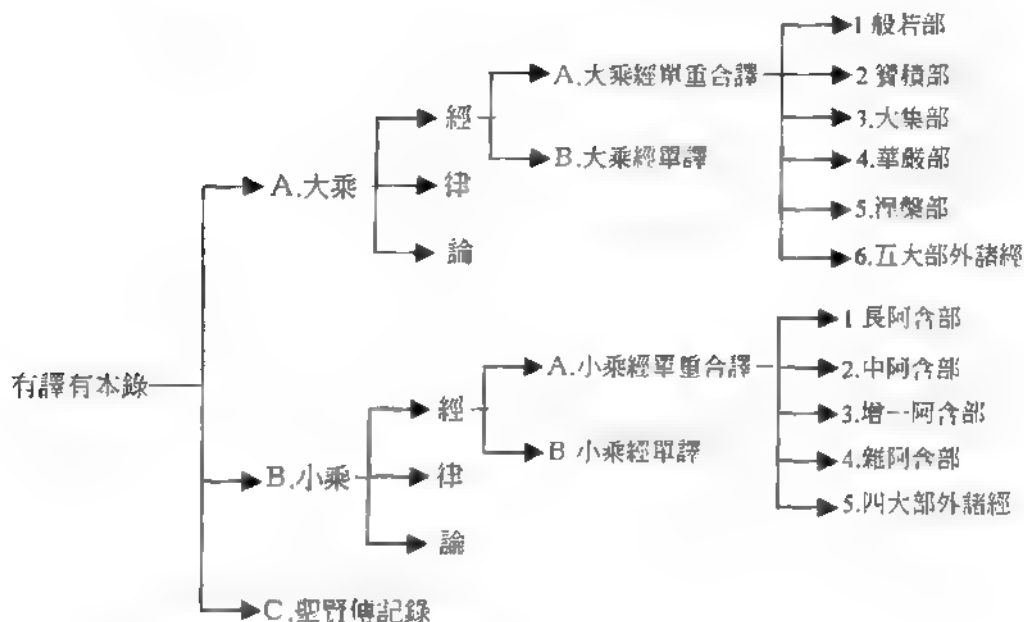 有譯有本錄
A.大乘
經
A.大乘經單重合譯
1 般若部
2 寶積部
3.大集部
4.華嚴部
5.涅槃部
6.五大部外諸經
B.大乘經單譯
律
論
B.小乘
經
A.小乘經單重合譯
1 長阿含部
2.中阿含部
3.增一阿含部
4.雜阿含部
5.四大部外諸經
B 小乘經單譯
律
論
C.聖賢傳記錄